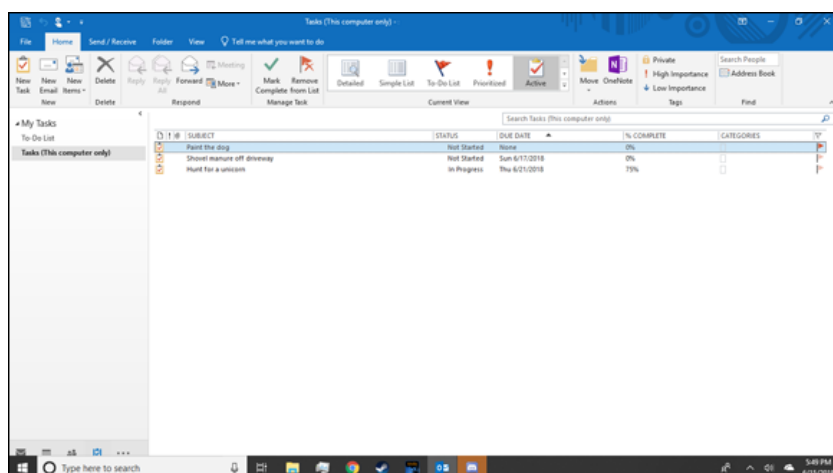 Tasks (This computer only) -
File Home Send / Receive Folder View Tell me what you want to do
New Task
New Email
New Items
Delete
Reply
Reply All
Forward
Meeting
More
Mark Complete
Remove from List
Detailed
Simple List
To-Do List
Prioritized
Active
Move
OneNote
Private
High Importance
Low Importance
Search People
Address Book
New Delete Respond Manage Task Current View Actions Tags Find
My Tasks
To-Do List
Tasks (This computer only)
Search Tasks (This computer only)
SUBJECT STATUS DUE DATE % COMPLETE CATEGORIES
Paint the dog Not Started None 0%
Shovel manure off driveway Not Started Sun 6/17/2018 0%
Hunt for a unicorn In Progress Thu 6/21/2018 75%
Type here to search
5:49 PM